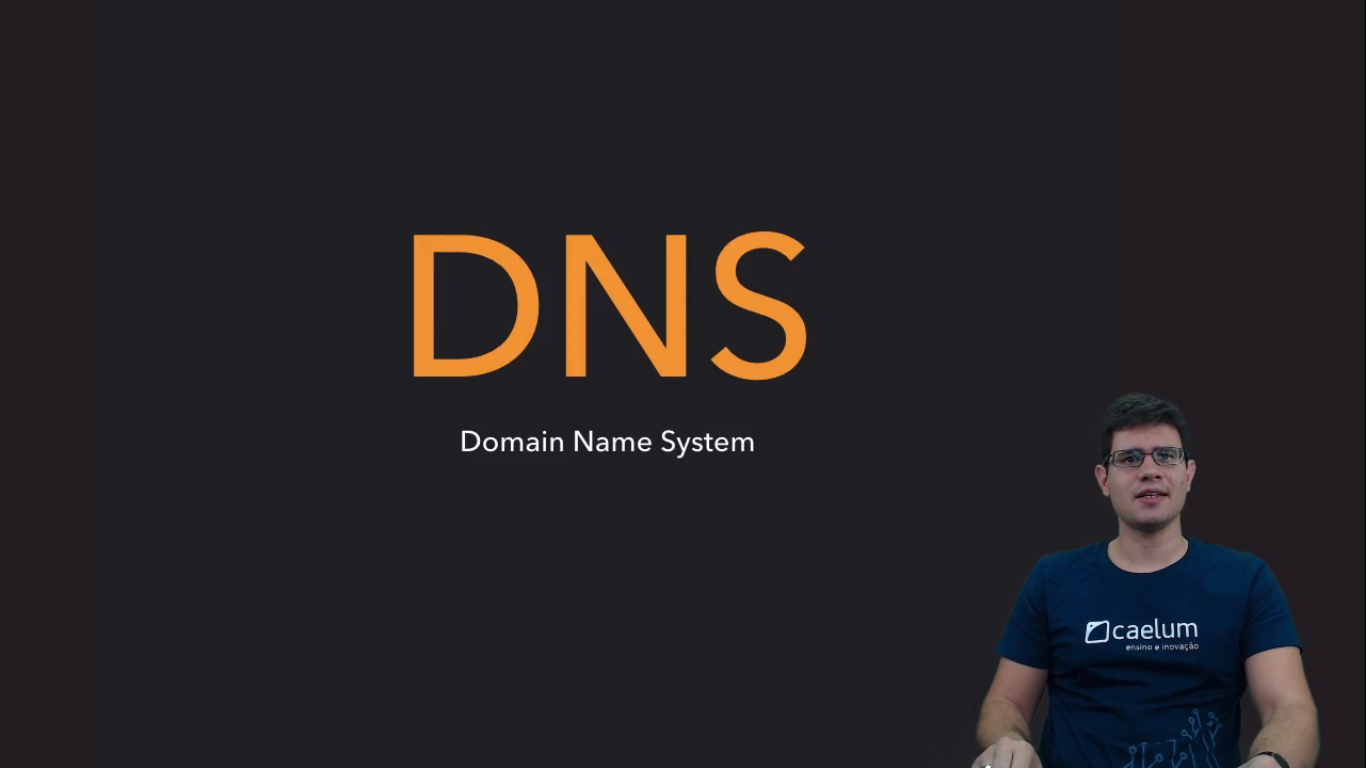 DNS
Domain Name System
caelum
ensino e inovação